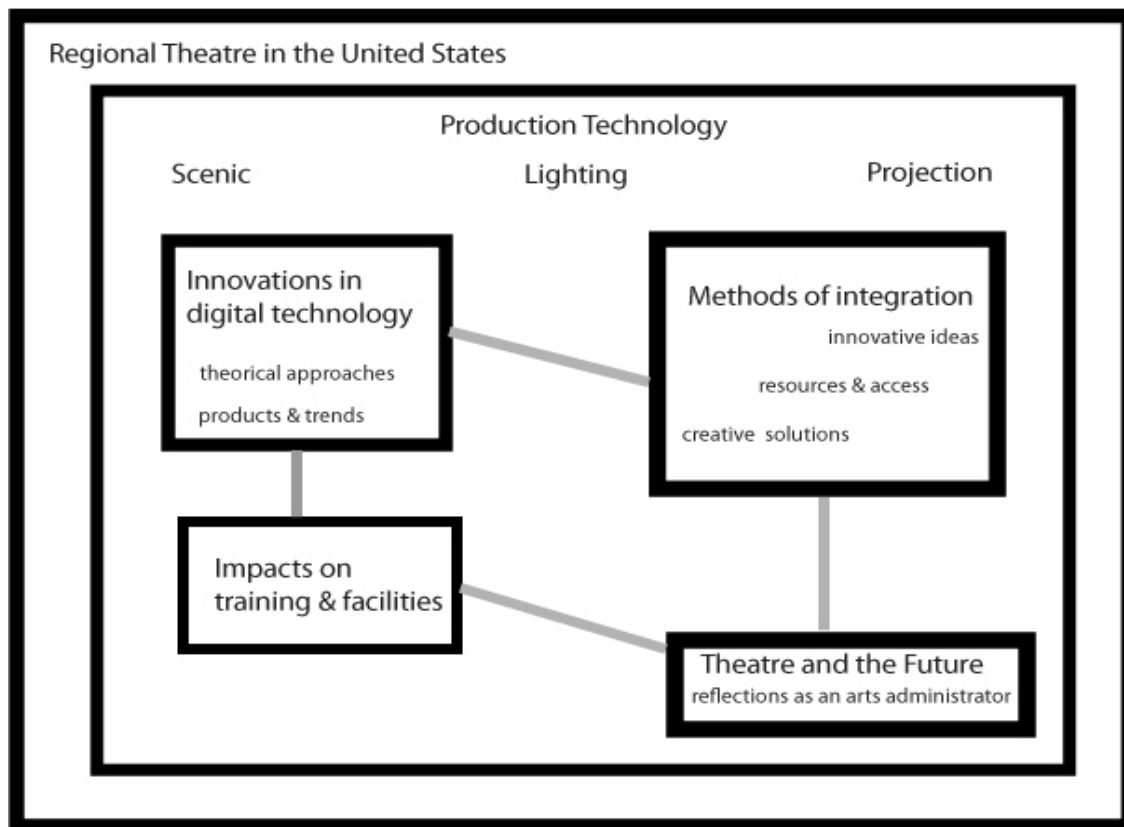 Regional Theatre in the United States
Production Technology
Scenic
Lighting
Projection
Innovations in
digital technology
theorical approaches
products & trends
Methods of integration
innovative ideas
resources & access
creative solutions
Impacts on
training & facilities
Theatre and the Future
reflections as an arts administrator